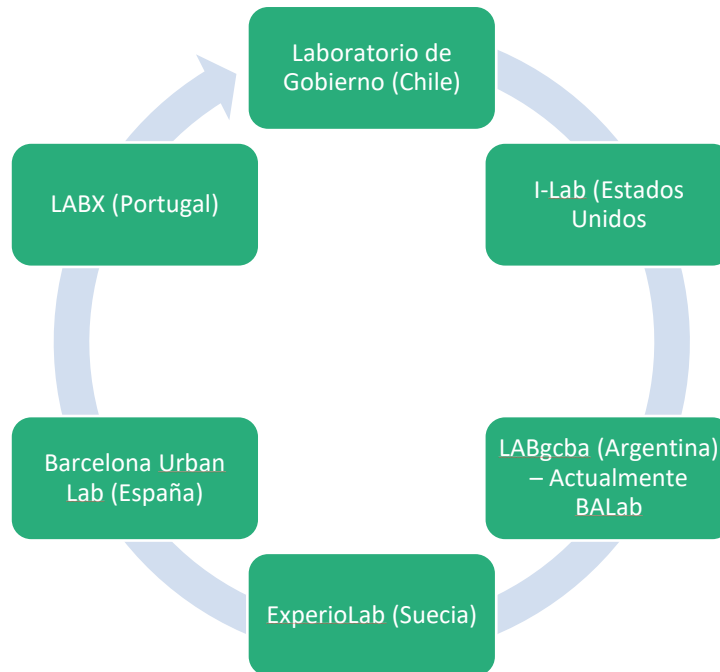 Laboratorio de
Gobierno (Chile)
I-Lab (Estados
Unidos
LABgcba (Argentina)
– Actualmente
BALab
ExperioLab (Suecia)
Barcelona Urban
Lab (España)
LABX (Portugal)